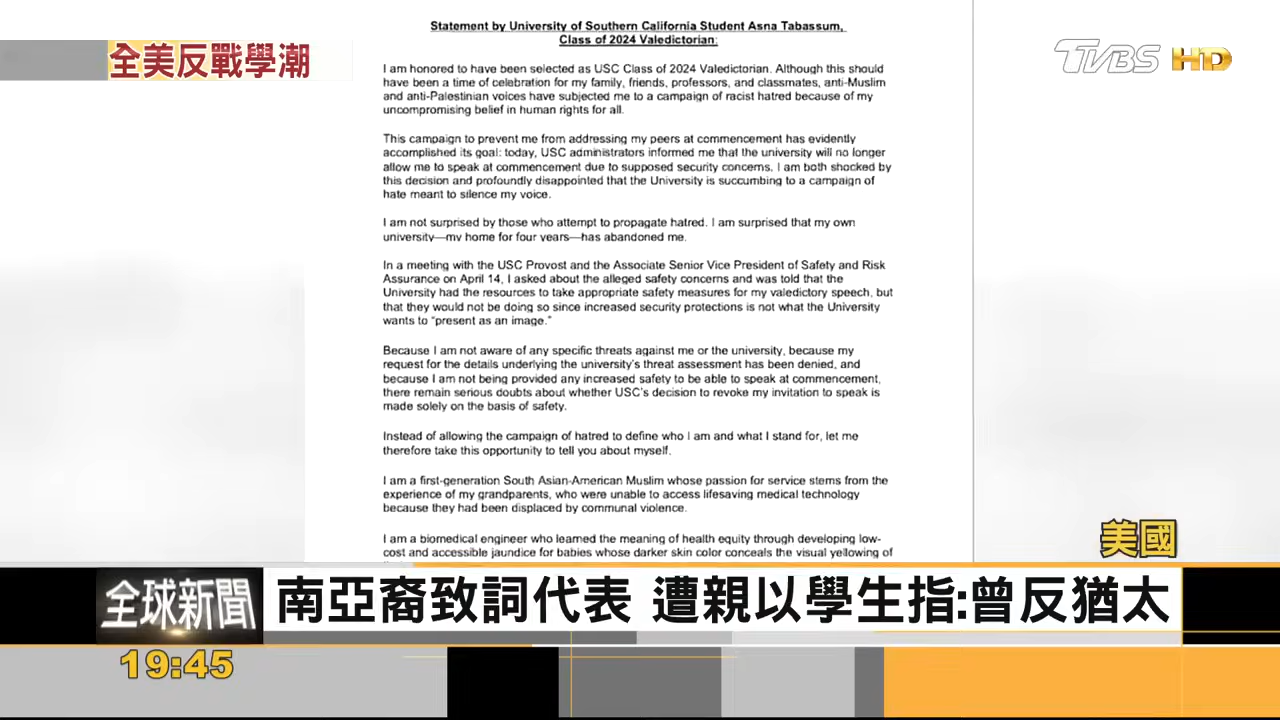 Statement by University of Southern California Student Asna Tabassum,
Class of 2024 Valedictorian:
全美反戰學潮
TVBS HD
I am honored to have been selected as USC Class of 2024 Valedictorian. Although this should
have been a time of celebration for my family, friends, professors, and classmates, anti-Muslim
and anti-Palestinian voices have subjected me to a campaign of racist hatred because of my
uncompromising belief in human rights for all.
This campaign to prevent me from addressing my peers at commencement has evidently
accomplished its goal: today, USC administrators informed me that the university will no longer
allow me to speak at commencement due to supposed security concerns. I am both shocked by
this decision and profoundly disappointed that the University is succumbing to a campaign of
hate meant to silence my voice.
I am not surprised by those who attempt to propagate hatred. I am surprised that my own
university—my home for four years—has abandoned me.
In a meeting with the USC Provost and the Associate Senior Vice President of Safety and Risk
Assurance on April 14, I asked about the alleged safety concerns and was told that the
University had the resources to take appropriate safety measures for my valedictory speech, but
that they would not be doing so since increased security protections is not what the University
wants to “present as an image.”
Because I am not aware of any specific threats against me or the university, because my
request for the details underlying the university’s threat assessment has been denied, and
because I am not being provided any increased safety to be able to speak at commencement,
there remain serious doubts about whether USC’s decision to revoke my invitation to speak is
made solely on the basis of safety.
Instead of allowing the campaign of hatred to define who I am and what I stand for, let me
therefore take this opportunity to tell you about myself.
I am a first-generation South Asian-American Muslim whose passion for service stems from the
experience of my grandparents, who were unable to access lifesaving medical technology
because they had been displaced by communal violence.
I am a biomedical engineer who learned the meaning of health equity through developing low-
cost and accessible jaundice for babies whose darker skin color conceals the visual yellowing of
美國
全球新聞
南亞裔致詞代表 遭親以學生指:曾反猶太
19:45